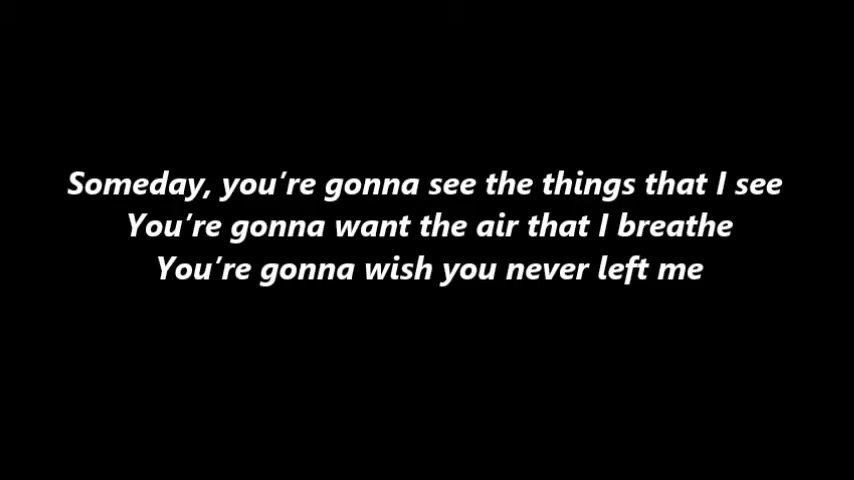 Someday, you’re gonna see the things that I see
You’re gonna want the air that I breathe
You’re gonna wish you never left me